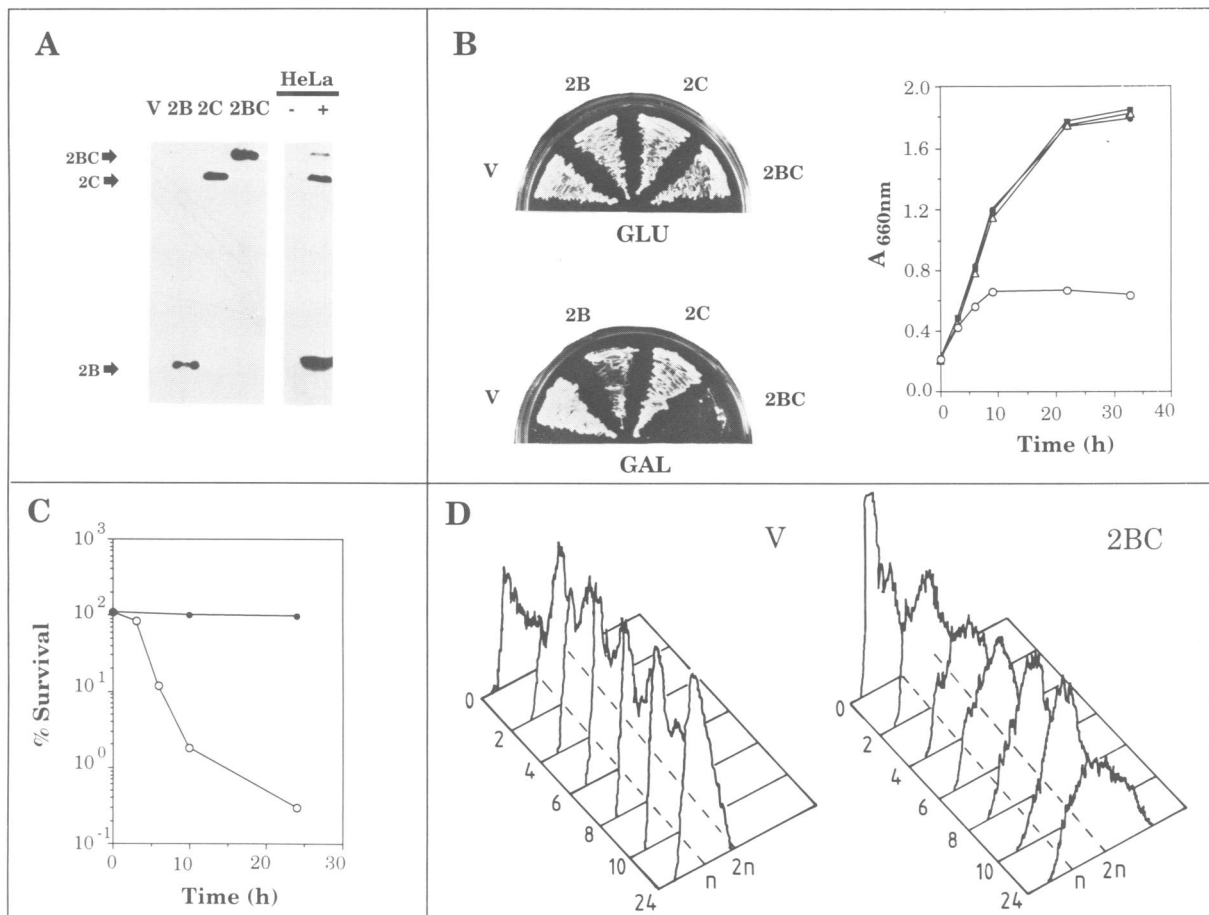 A
HeLa
V 2B 2C 2BC - +
2BC
2C
2B
B
2B 2C
V 2BC
GLU
2B 2C
V 2BC
GAL
A 660nm
2.0
1.6
1.2
0.8
0.4
0.0
0 10 20 30 40
Time (h)
C
% Survival
10^3
10^2
10^1
10^0
10^-1
0 10 20 30
Time (h)
D
V
0
2
4
6
8
10
24
n 2n
2BC
0
2
4
6
8
10
24
n 2n